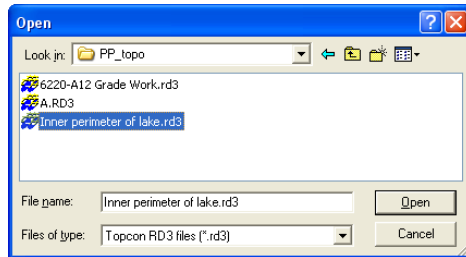 Open
Look in: PP_topo
6220-A12 Grade Work.rd3
A.RD3
Inner perimeter of lake.rd3
File name: Inner perimeter of lake.rd3 Open
Files of type: Topcon RD3 files (*.rd3) Cancel